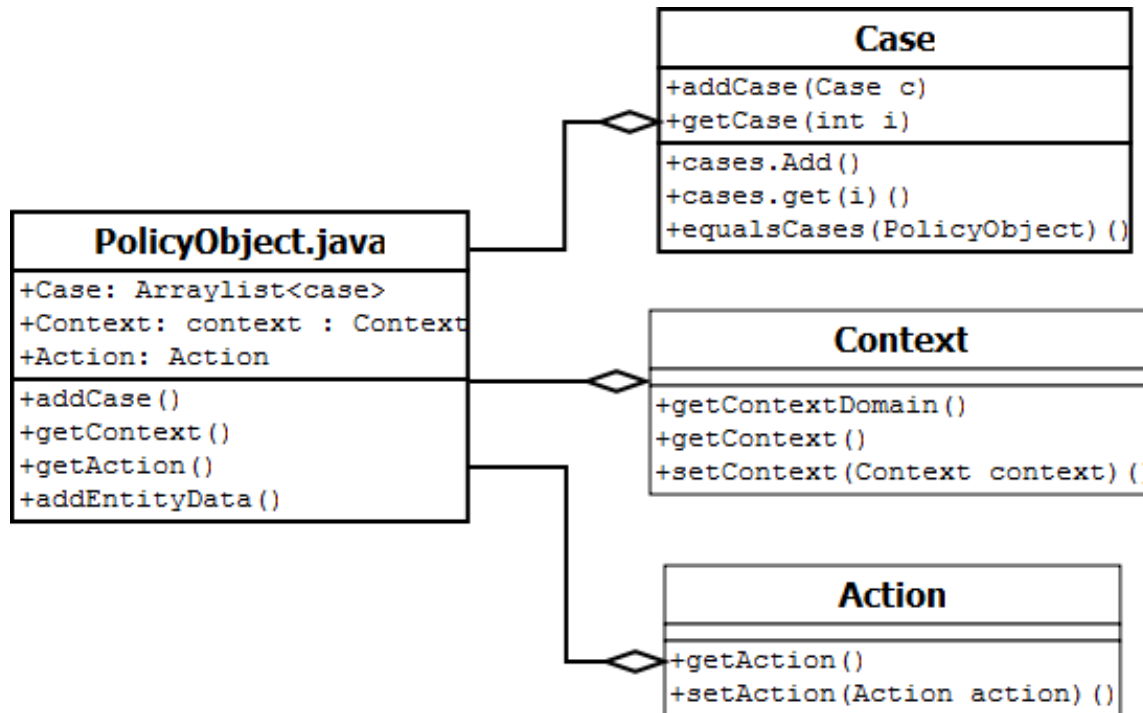 Case
+addCase(Case c)
+getCase(int i)
+cases.Add()
+cases.get(i)()
+equalsCases(PolicyObject)()
PolicyObject.java
+Case: Arraylist<case>
+Context: context : Context
+Action: Action
+addCase()
+getContext()
+getAction()
+addEntityData()
Context
+getContextDomain()
+getContext()
+setContext(Context context)()
Action
+getAction()
+setAction(Action action)()